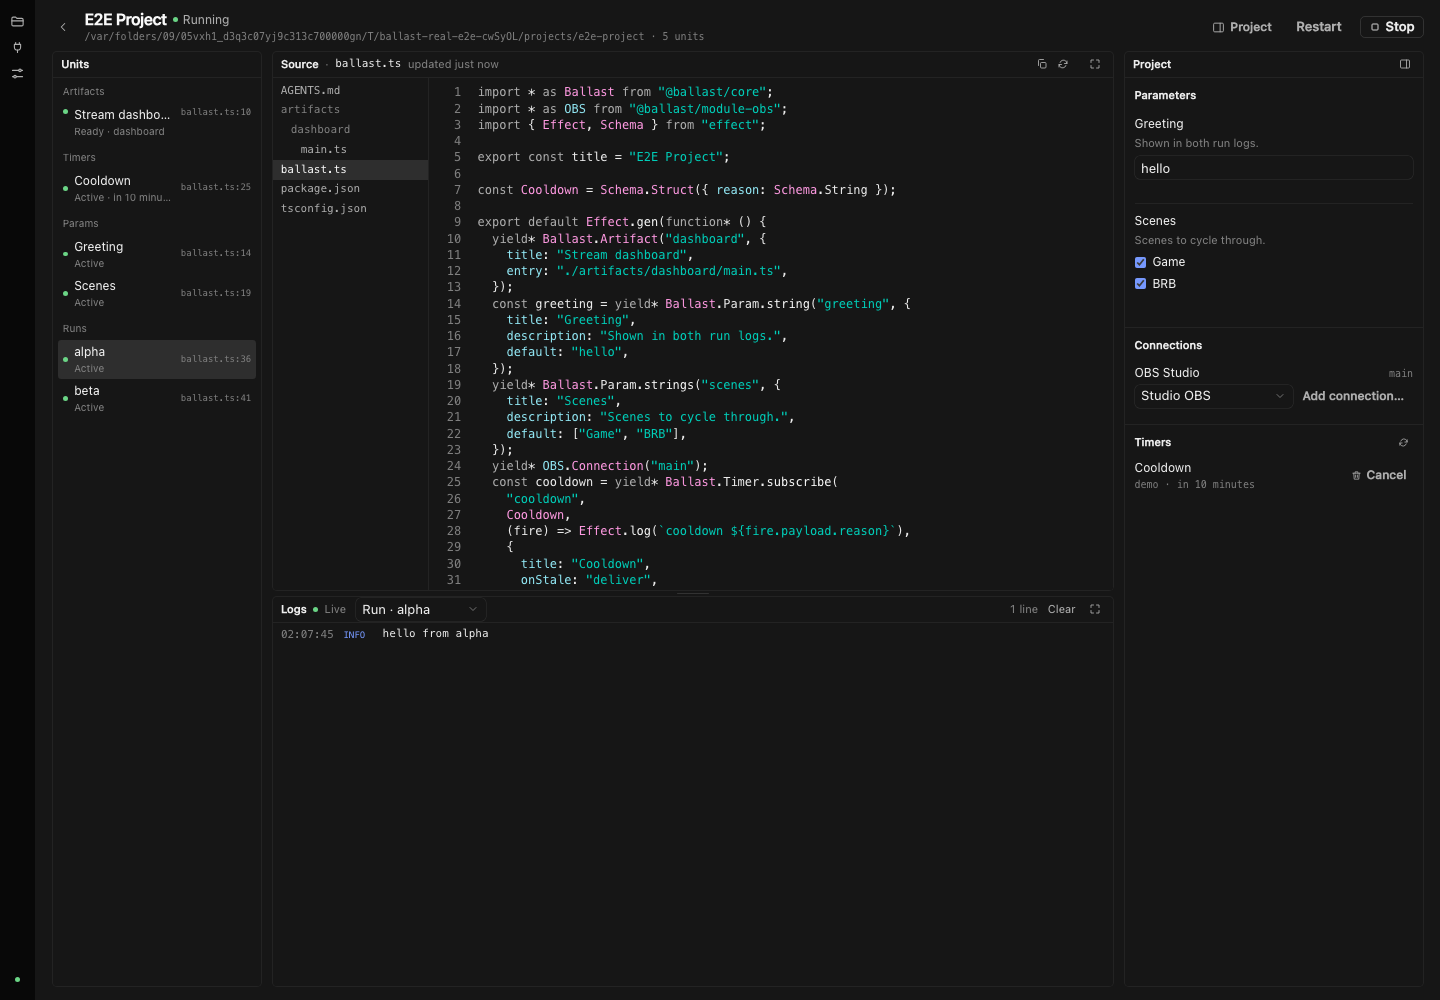 E2E Project • Running
/var/folders/09/05vxh1_d3q3c07yj9c313c700000gn/T/ballast-real-e2e-cwSyOL/projects/e2e-project · 5 units
Project
Restart
Stop
Units
Artifacts
Stream dashbo... ballast.ts:10
Ready · dashboard
Timers
Cooldown ballast.ts:25
Active · in 10 minu...
Params
Greeting ballast.ts:14
Active
Scenes ballast.ts:19
Active
Runs
alpha ballast.ts:36
Active
beta ballast.ts:41
Active
Source · ballast.ts updated just now
AGENTS.md
artifacts
dashboard
main.ts
ballast.ts
package.json
tsconfig.json
1 import * as Ballast from "@ballast/core";
2 import * as OBS from "@ballast/module-obs";
3 import { Effect, Schema } from "effect";
4
5 export const title = "E2E Project";
6
7 const Cooldown = Schema.Struct({ reason: Schema.String });
8
9 export default Effect.gen(function* () {
10 yield* Ballast.Artifact("dashboard", {
11 title: "Stream dashboard",
12 entry: "./artifacts/dashboard/main.ts",
13 });
14 const greeting = yield* Ballast.Param.string("greeting", {
15 title: "Greeting",
16 description: "Shown in both run logs.",
17 default: "hello",
18 });
19 yield* Ballast.Param.strings("scenes", {
20 title: "Scenes",
21 description: "Scenes to cycle through.",
22 default: ["Game", "BRB"],
23 });
24 yield* OBS.Connection("main");
25 const cooldown = yield* Ballast.Timer.subscribe(
26 "cooldown",
27 Cooldown,
28 (fire) => Effect.log(`cooldown ${fire.payload.reason}`),
29 {
30 title: "Cooldown",
31 onStale: "deliver",
Logs • Live Run · alpha 1 line Clear
02:07:45 INFO hello from alpha
Project
Parameters
Greeting
Shown in both run logs.
hello
Scenes
Scenes to cycle through.
Game
BRB
Connections
OBS Studio main
Studio OBS Add connection...
Timers
Cooldown
demo · in 10 minutes
Cancel